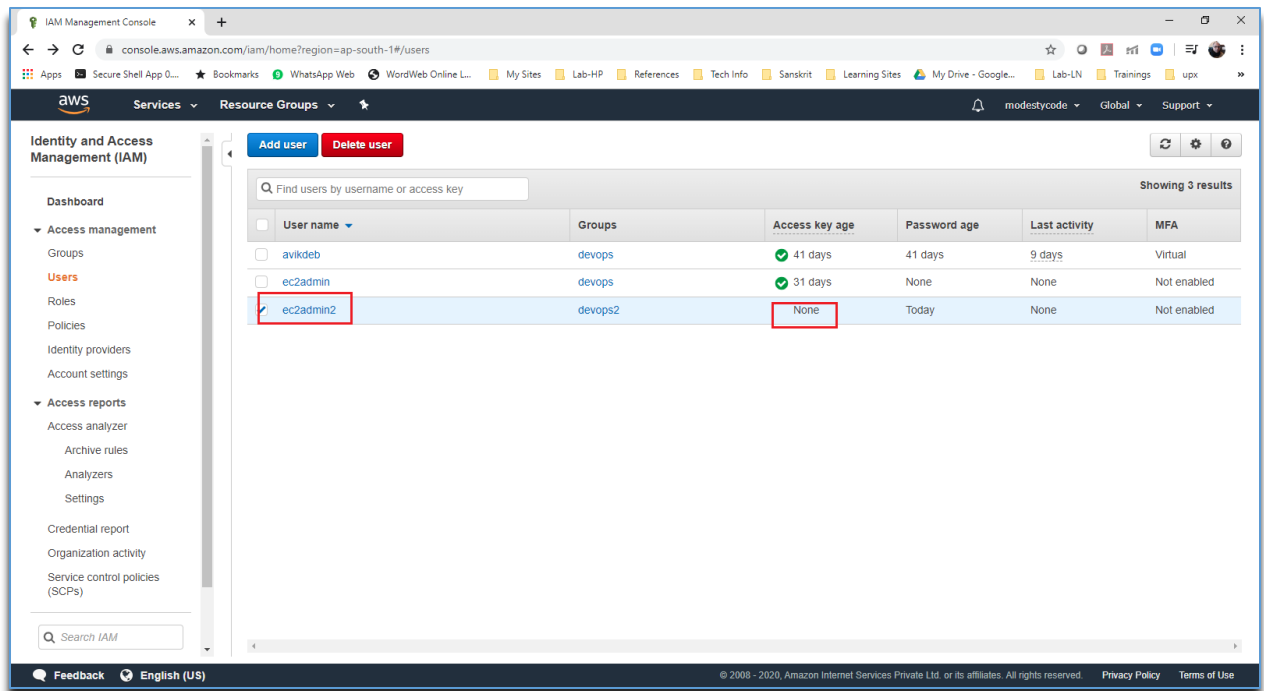 IAM Management Console
console.aws.amazon.com/iam/home?region=ap-south-1#/users
Apps Secure Shell App 0.... Bookmarks WhatsApp Web WordWeb Online L... My Sites Lab-HP References Tech Info Sanskrit Learning Sites My Drive - Google... Lab-LN Trainings upx »
aws Services Resource Groups modestycode Global Support
Identity and Access
Management (IAM)
Dashboard
Access management
Groups
Users
Roles
Policies
Identity providers
Account settings
Access reports
Access analyzer
Archive rules
Analyzers
Settings
Credential report
Organization activity
Service control policies
(SCPs)
Search IAM
Add user Delete user
Find users by username or access key
Showing 3 results
User name Groups Access key age Password age Last activity MFA
avikdeb devops 41 days 41 days 9 days Virtual
ec2admin devops 31 days None None Not enabled
ec2admin2 devops2 None Today None Not enabled
Feedback English (US) © 2008 - 2020, Amazon Internet Services Private Ltd. or its affiliates. All rights reserved. Privacy Policy Terms of Use